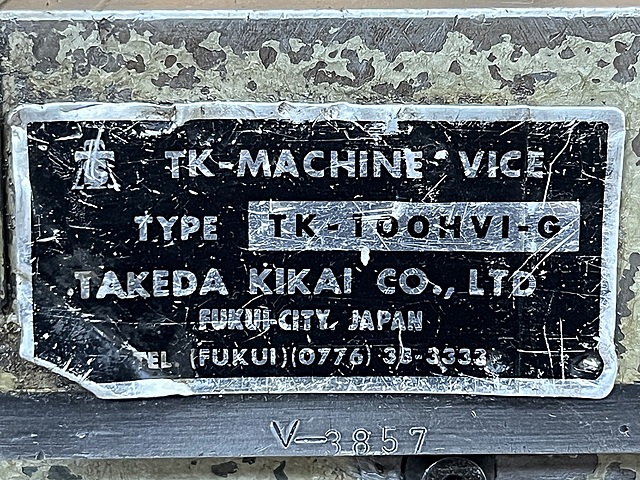 TK-MACHINE VICE
TYPE TK-100HVI-G
TAKEDA KIKAI CO., LTD
FUKUI-CITY, JAPAN
TEL. (FUKUI)(0776) 38-3333
V-3857